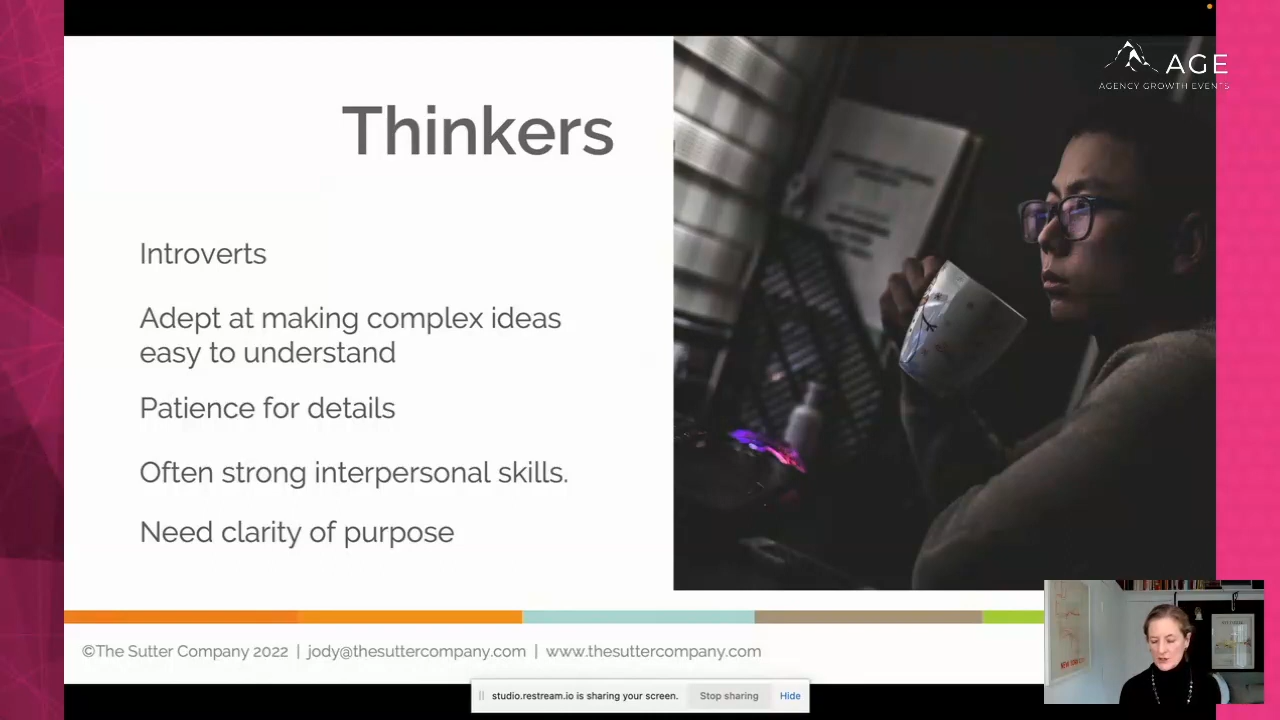 AGE
AGENCY GROWTH EVENTS
Thinkers
Introverts
Adept at making complex ideas
easy to understand
Patience for details
Often strong interpersonal skills.
Need clarity of purpose
©The Sutter Company 2022 | jody@thesuttercompany.com | www.thesuttercompany.com
studio.restream.io is sharing your screen. Stop sharing Hide